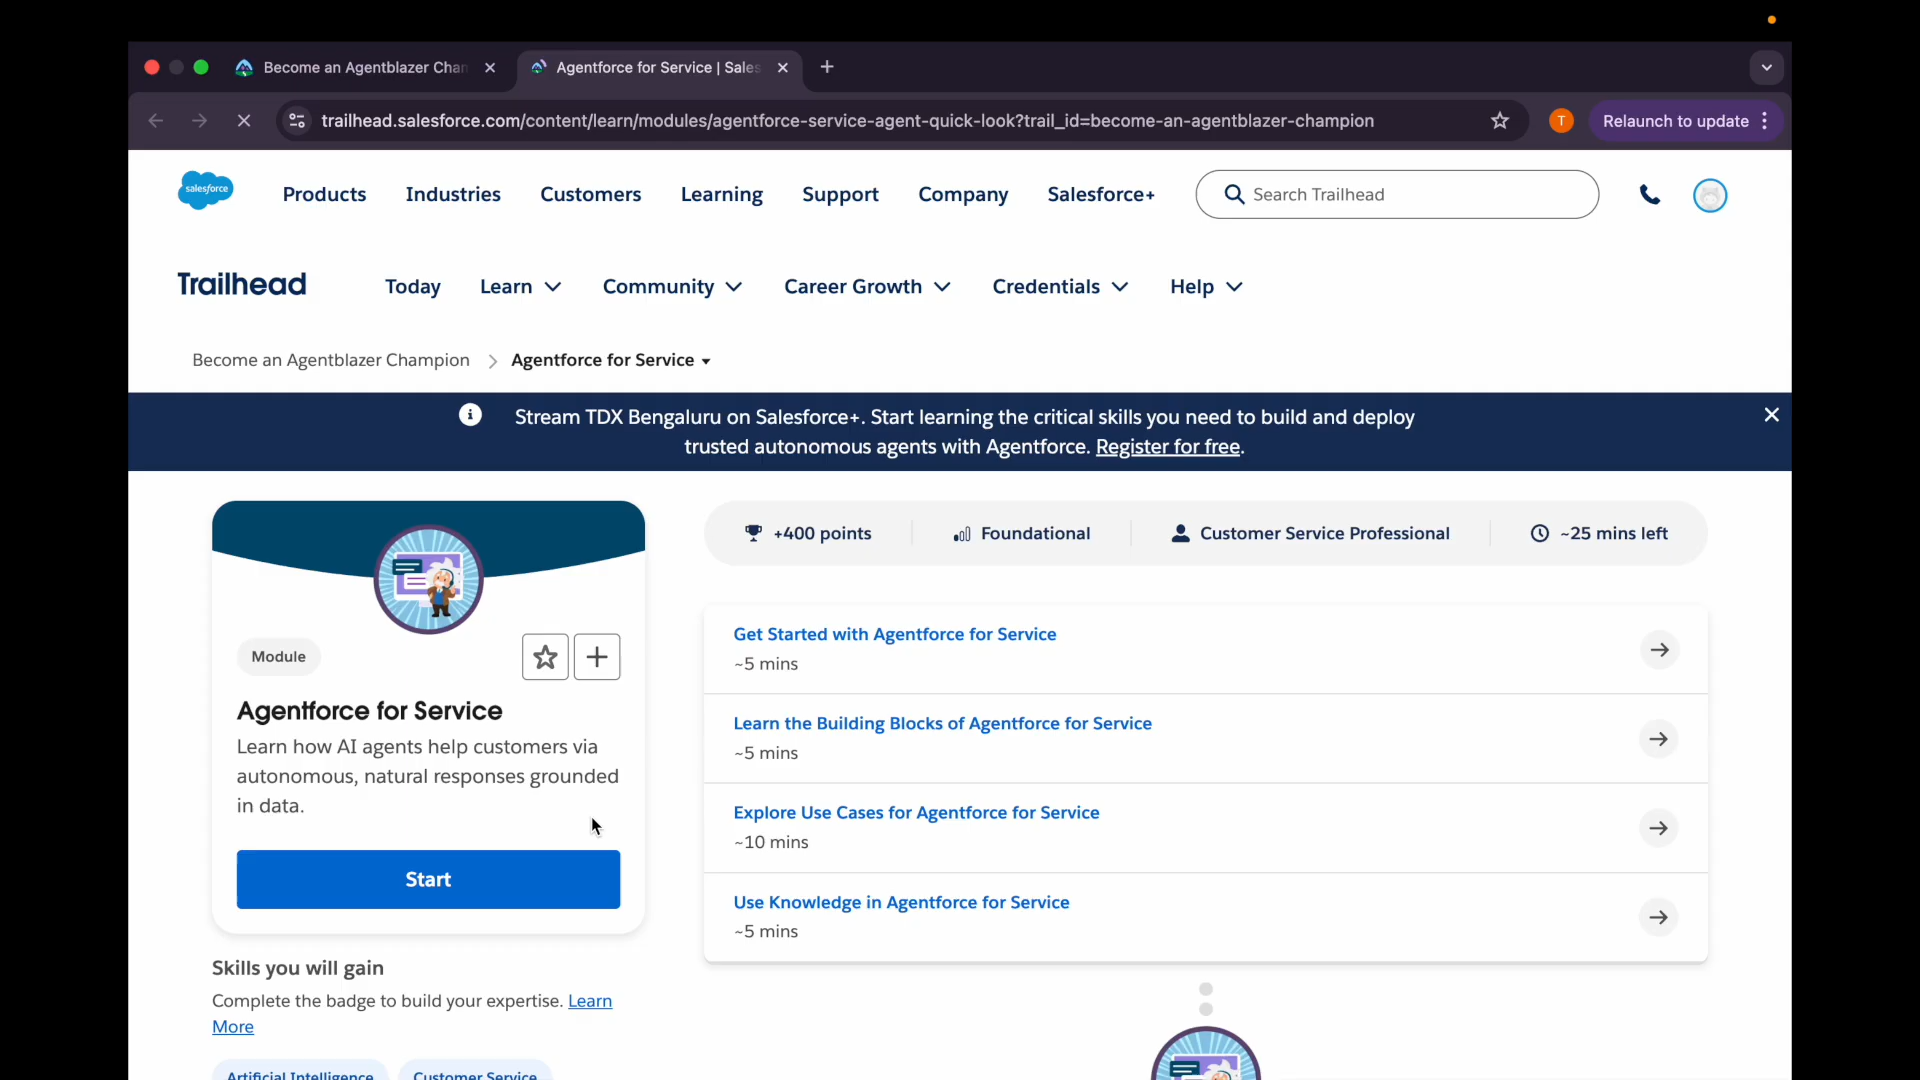 Become an Agentblazer Chan
Agentforce for Service | Sales
trailhead.salesforce.com/content/learn/modules/agentforce-service-agent-quick-look?trail_id=become-an-agentblazer-champion
T
Relaunch to update
salesforce
Products
Industries
Customers
Learning
Support
Company
Salesforce+
Search Trailhead
Trailhead
Today
Learn
Community
Career Growth
Credentials
Help
Become an Agentblazer Champion
Agentforce for Service
Stream TDX Bengaluru on Salesforce+. Start learning the critical skills you need to build and deploy
trusted autonomous agents with Agentforce. Register for free.
+400 points
Foundational
Customer Service Professional
~25 mins left
Module
Agentforce for Service
Learn how AI agents help customers via
autonomous, natural responses grounded
in data.
Start
Skills you will gain
Complete the badge to build your expertise. Learn
More
Artificial Intelligence
Customer Service
Get Started with Agentforce for Service
~5 mins
Learn the Building Blocks of Agentforce for Service
~5 mins
Explore Use Cases for Agentforce for Service
~10 mins
Use Knowledge in Agentforce for Service
~5 mins